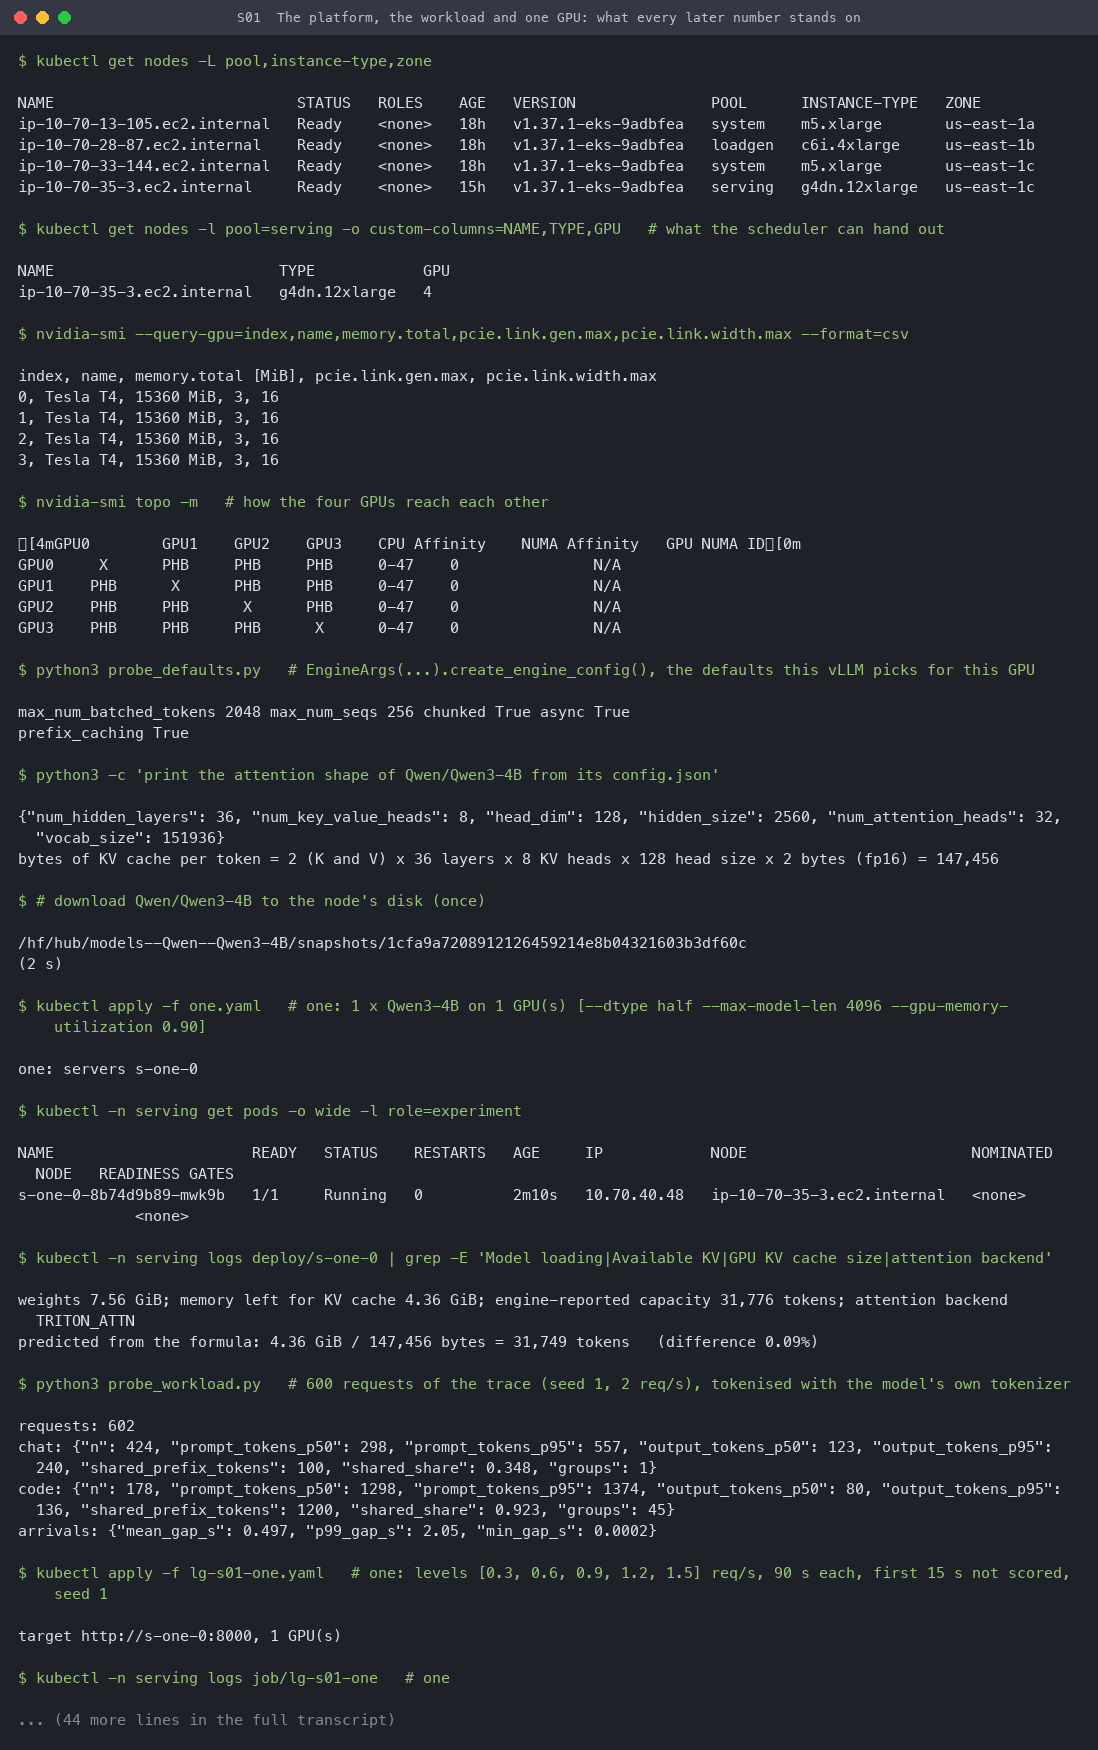 S01  The platform, the workload and one GPU: what every later number stands on
$ kubectl get nodes -L pool,instance-type,zone
NAME                           STATUS   ROLES    AGE   VERSION               POOL      INSTANCE-TYPE   ZONE
ip-10-70-13-105.ec2.internal   Ready    <none>   18h   v1.37.1-eks-9adbfea   system    m5.xlarge       us-east-1a
ip-10-70-28-87.ec2.internal    Ready    <none>   18h   v1.37.1-eks-9adbfea   loadgen   c6i.4xlarge     us-east-1b
ip-10-70-33-144.ec2.internal   Ready    <none>   18h   v1.37.1-eks-9adbfea   system    m5.xlarge       us-east-1c
ip-10-70-35-3.ec2.internal     Ready    <none>   15h   v1.37.1-eks-9adbfea   serving   g4dn.12xlarge   us-east-1c
$ kubectl get nodes -l pool=serving -o custom-columns=NAME,TYPE,GPU   # what the scheduler can hand out
NAME                         TYPE            GPU
ip-10-70-35-3.ec2.internal   g4dn.12xlarge   4
$ nvidia-smi --query-gpu=index,name,memory.total,pcie.link.gen.max,pcie.link.width.max --format=csv
index, name, memory.total [MiB], pcie.link.gen.max, pcie.link.width.max
0, Tesla T4, 15360 MiB, 3, 16
1, Tesla T4, 15360 MiB, 3, 16
2, Tesla T4, 15360 MiB, 3, 16
3, Tesla T4, 15360 MiB, 3, 16
$ nvidia-smi topo -m   # how the four GPUs reach each other
[4mGPU0        GPU1    GPU2    GPU3    CPU Affinity    NUMA Affinity   GPU NUMA ID[0m
GPU0     X      PHB     PHB     PHB     0-47    0               N/A
GPU1    PHB      X      PHB     PHB     0-47    0               N/A
GPU2    PHB     PHB      X      PHB     0-47    0               N/A
GPU3    PHB     PHB     PHB      X      0-47    0               N/A
$ python3 probe_defaults.py   # EngineArgs(...).create_engine_config(), the defaults this vLLM picks for this GPU
max_num_batched_tokens 2048 max_num_seqs 256 chunked True async True
prefix_caching True
$ python3 -c 'print the attention shape of Qwen/Qwen3-4B from its config.json'
{"num_hidden_layers": 36, "num_key_value_heads": 8, "head_dim": 128, "hidden_size": 2560, "num_attention_heads": 32,
"vocab_size": 151936}
bytes of KV cache per token = 2 (K and V) x 36 layers x 8 KV heads x 128 head size x 2 bytes (fp16) = 147,456
$ # download Qwen/Qwen3-4B to the node's disk (once)
/hf/hub/models--Qwen--Qwen3-4B/snapshots/1cfa9a7208912126459214e8b04321603b3df60c
(2 s)
$ kubectl apply -f one.yaml   # one: 1 x Qwen3-4B on 1 GPU(s) [--dtype half --max-model-len 4096 --gpu-memory-
utilization 0.90]
one: servers s-one-0
$ kubectl -n serving get pods -o wide -l role=experiment
NAME                      READY   STATUS    RESTARTS   AGE     IP            NODE                         NOMINATED
NODE   READINESS GATES
s-one-0-8b74d9b89-mwk9b   1/1     Running   0          2m10s   10.70.40.48   ip-10-70-35-3.ec2.internal   <none>
<none>
$ kubectl -n serving logs deploy/s-one-0 | grep -E 'Model loading|Available KV|GPU KV cache size|attention backend'
weights 7.56 GiB; memory left for KV cache 4.36 GiB; engine-reported capacity 31,776 tokens; attention backend
TRITON_ATTN
predicted from the formula: 4.36 GiB / 147,456 bytes = 31,749 tokens   (difference 0.09%)
$ python3 probe_workload.py   # 600 requests of the trace (seed 1, 2 req/s), tokenised with the model's own tokenizer
requests: 602
chat: {"n": 424, "prompt_tokens_p50": 298, "prompt_tokens_p95": 557, "output_tokens_p50": 123, "output_tokens_p95":
240, "shared_prefix_tokens": 100, "shared_share": 0.348, "groups": 1}
code: {"n": 178, "prompt_tokens_p50": 1298, "prompt_tokens_p95": 1374, "output_tokens_p50": 80, "output_tokens_p95":
136, "shared_prefix_tokens": 1200, "shared_share": 0.923, "groups": 45}
arrivals: {"mean_gap_s": 0.497, "p99_gap_s": 2.05, "min_gap_s": 0.0002}
$ kubectl apply -f lg-s01-one.yaml   # one: levels [0.3, 0.6, 0.9, 1.2, 1.5] req/s, 90 s each, first 15 s not scored,
seed 1
target http://s-one-0:8000, 1 GPU(s)
$ kubectl -n serving logs job/lg-s01-one   # one
... (44 more lines in the full transcript)